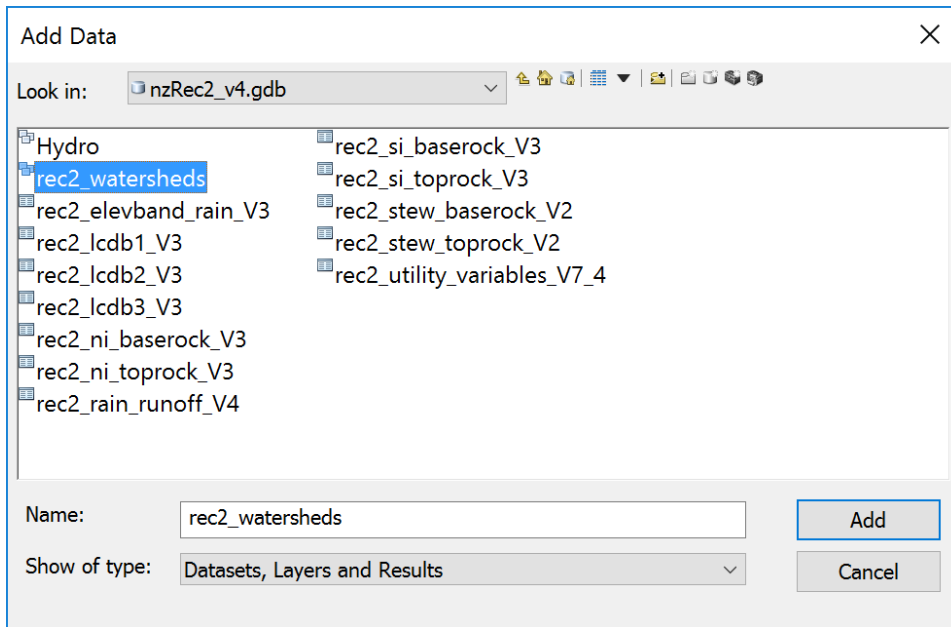 Add Data
Look in: nzRec2_v4.gdb
Hydro
rec2_watersheds
rec2_elevband_rain_V3
rec2_lcdb1_V3
rec2_lcdb2_V3
rec2_lcdb3_V3
rec2_ni_baserock_V3
rec2_ni_toprock_V3
rec2_rain_runoff_V4
rec2_si_baserock_V3
rec2_si_toprock_V3
rec2_stew_baserock_V2
rec2_stew_toprock_V2
rec2_utility_variables_V7_4
Name: rec2_watersheds Add
Show of type: Datasets, Layers and Results Cancel